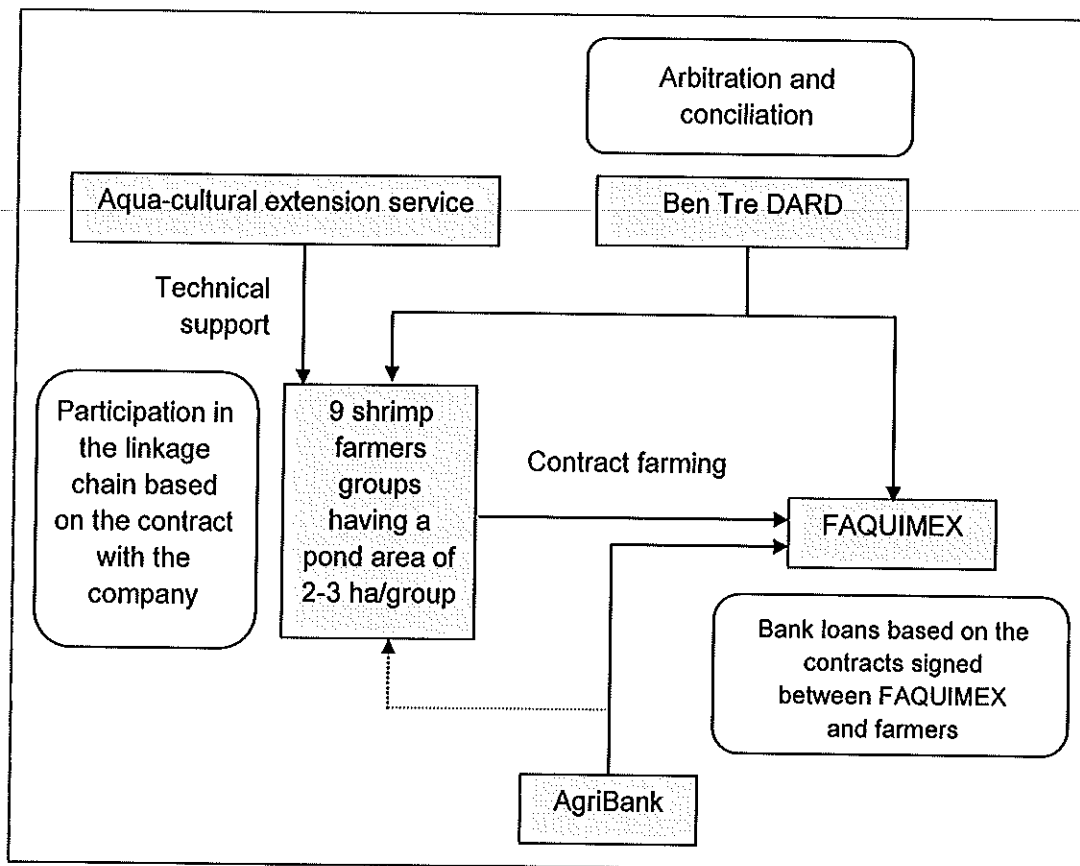 Arbitration and
conciliation
Aqua-cultural extension service
Ben Tre DARD
Technical
support
Participation in
the linkage
chain based
on the contract
with the
company
9 shrimp
farmers
groups
having a
pond area of
2-3 ha/group
Contract farming
FAQUIMEX
Bank loans based on the
contracts signed
between FAQUIMEX
and farmers
AgriBank